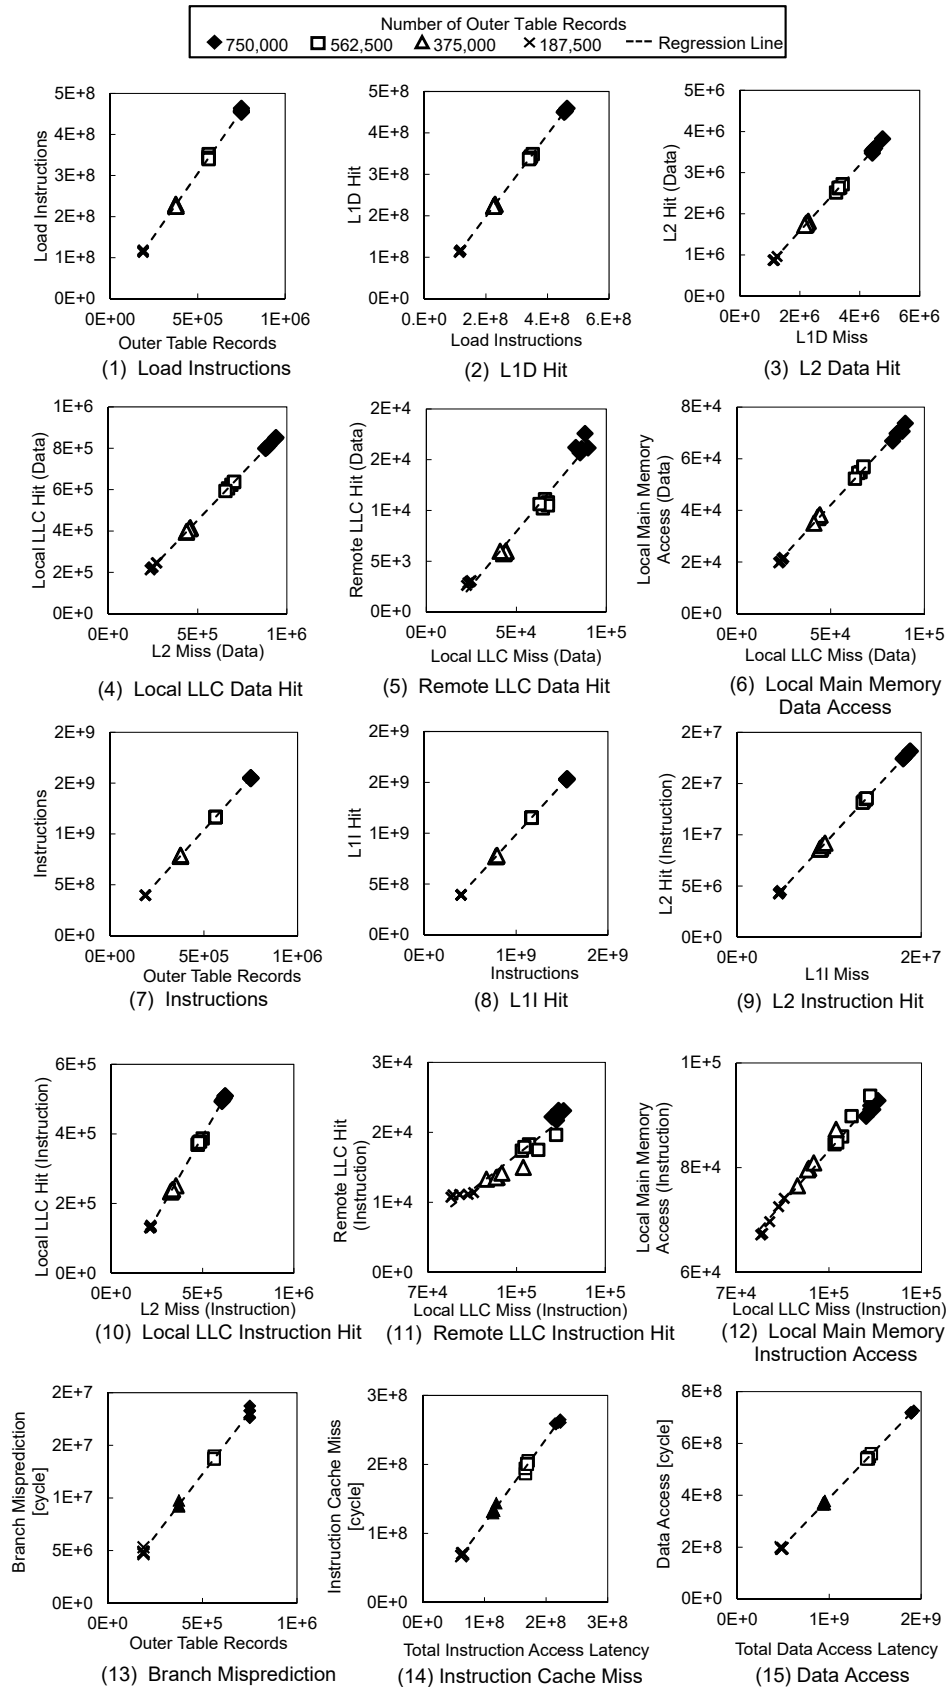 Number of Outer Table Records
750,000 562,500 375,000 187,500 Regression Line
Load Instructions
5E+8
4E+8
3E+8
2E+8
1E+8
0E+0
0E+00 5E+05 1E+06
Outer Table Records
(1) Load Instructions
L1D Hit
5E+8
4E+8
3E+8
2E+8
1E+8
0E+0
0.E+0 2.E+8 4.E+8 6.E+8
Load Instructions
(2) L1D Hit
L2 Hit (Data)
5E+6
4E+6
3E+6
2E+6
1E+6
0E+0
0E+0 2E+6 4E+6 6E+6
L1D Miss
(3) L2 Data Hit
Local LLC Hit (Data)
1E+6
8E+5
6E+5
4E+5
2E+5
0E+0
0E+0 5E+5 1E+6
L2 Miss (Data)
(4) Local LLC Data Hit
Remote LLC Hit (Data)
2E+4
2E+4
1E+4
5E+3
0E+0
0E+0 5E+4 1E+5
Local LLC Miss (Data)
(5) Remote LLC Data Hit
Local Main Memory
Access (Data)
8E+4
6E+4
4E+4
2E+4
0E+0
0E+0 5E+4 1E+5
Local LLC Miss (Data)
(6) Local Main Memory
Data Access
Instructions
2E+9
2E+9
1E+9
5E+8
0E+0
0E+0 5E+5 1E+6
Outer Table Records
(7) Instructions
L1I Hit
2E+9
2E+9
1E+9
5E+8
0E+0
0E+0 1E+9 2E+9
Instructions
(8) L1I Hit
L2 Hit (Instruction)
2E+7
2E+7
1E+7
5E+6
0E+0
0E+0 2E+7
L1I Miss
(9) L2 Instruction Hit
Local LLC Hit (Instruction)
6E+5
4E+5
2E+5
0E+0
0E+0 5E+5 1E+6
L2 Miss (Instruction)
(10) Local LLC Instruction Hit
Remote LLC Hit
(Instruction)
3E+4
2E+4
1E+4
0E+0
7E+4 1E+5 1E+5
Local LLC Miss (Instruction)
(11) Remote LLC Instruction Hit
Local Main Memory
Access (Instruction)
1E+5
8E+4
6E+4
7E+4 1E+5 1E+5
Local LLC Miss (Instruction)
(12) Local Main Memory
Instruction Access
Branch Misprediction
[cycle]
2E+7
2E+7
1E+7
5E+6
0E+0
0E+0 5E+5 1E+6
Outer Table Records
(13) Branch Misprediction
Instruction Cache Miss
[cycle]
3E+8
2E+8
1E+8
0E+0
0E+0 1E+8 2E+8 3E+8
Total Instruction Access Latency
(14) Instruction Cache Miss
Data Access [cycle]
8E+8
6E+8
4E+8
2E+8
0E+0
0E+0 1E+9 2E+9
Total Data Access Latency
(15) Data Access